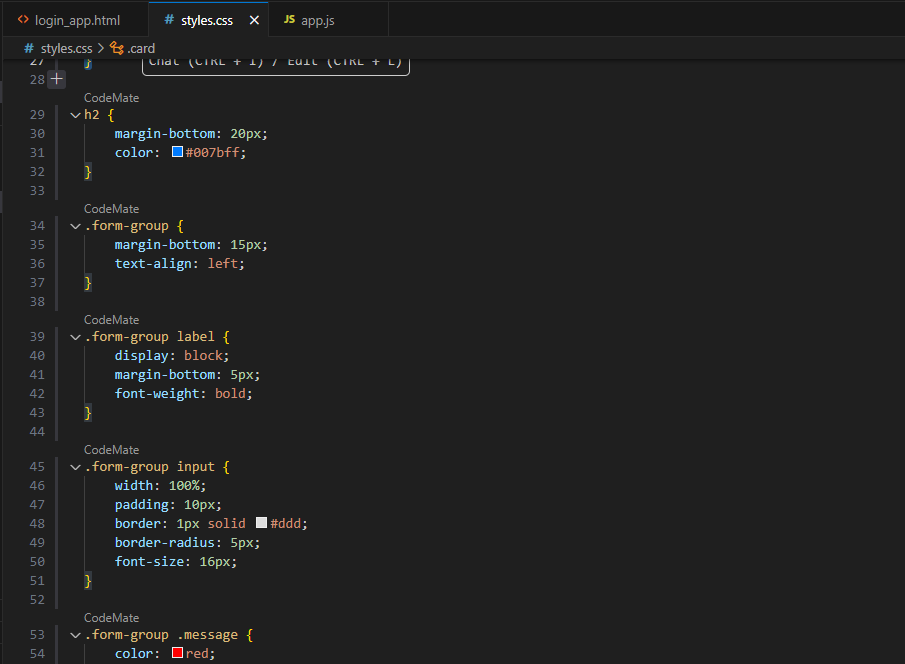 login_app.html # styles.css JS app.js
# styles.css > .card
27 }
Chat (CTRL + I) / Edit (CTRL + L)
28
CodeMate
29 h2 {
30 margin-bottom: 20px;
31 color: #007bff;
32 }
33
CodeMate
34 .form-group {
35 margin-bottom: 15px;
36 text-align: left;
37 }
38
CodeMate
39 .form-group label {
40 display: block;
41 margin-bottom: 5px;
42 font-weight: bold;
43 }
44
CodeMate
45 .form-group input {
46 width: 100%;
47 padding: 10px;
48 border: 1px solid #ddd;
49 border-radius: 5px;
50 font-size: 16px;
51 }
52
CodeMate
53 .form-group .message {
54 color: red;